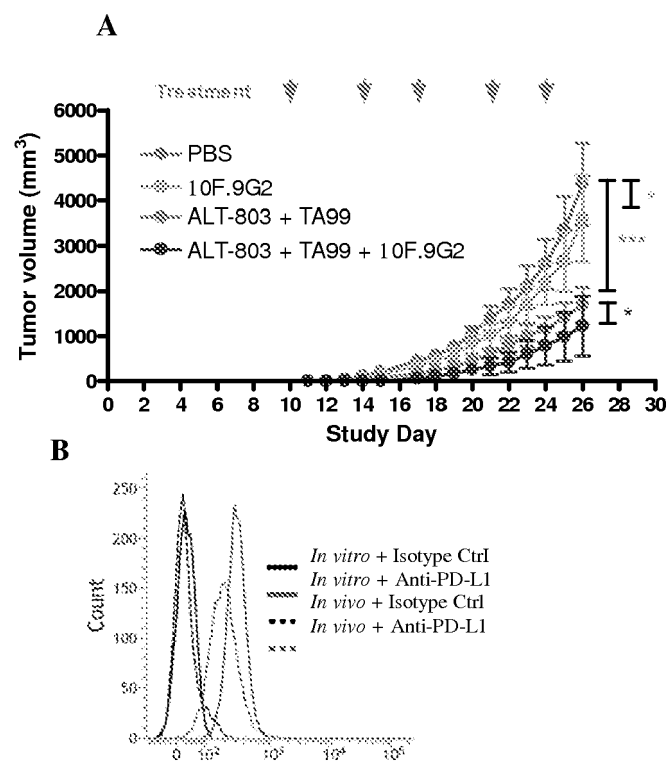 A
Treatment
6000
5000
4000
3000
2000
1000
0
Tumor volume (mm³)
PBS
10F.9G2
ALT-803 + TA99
ALT-803 + TA99 + 10F.9G2
*
***
*
0 2 4 6 8 10 12 14 16 18 20 22 24 26 28 30
Study Day
B
250
200
150
100
50
0
Count
In vitro + Isotype Ctrl
In vitro + Anti-PD-L1
In vivo + Isotype Ctrl
In vivo + Anti-PD-L1
0 10² 10³ 10⁴ 10⁵